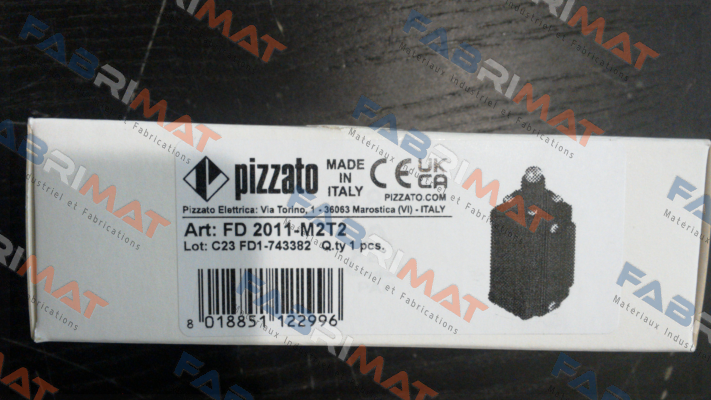 pizzato
MADE
IN
ITALY
CE
UK
CA
PIZZATO.COM
Pizzato Elettrica: Via Torino, 1 - 36063 Marostica (VI) - ITALY
Art: FD 2011-M2T2
Lot: C23 FD1-743382 Q.ty 1 pcs.
8 018851 122996
FABRIMAT
Materiaux Industriel et Fabrications